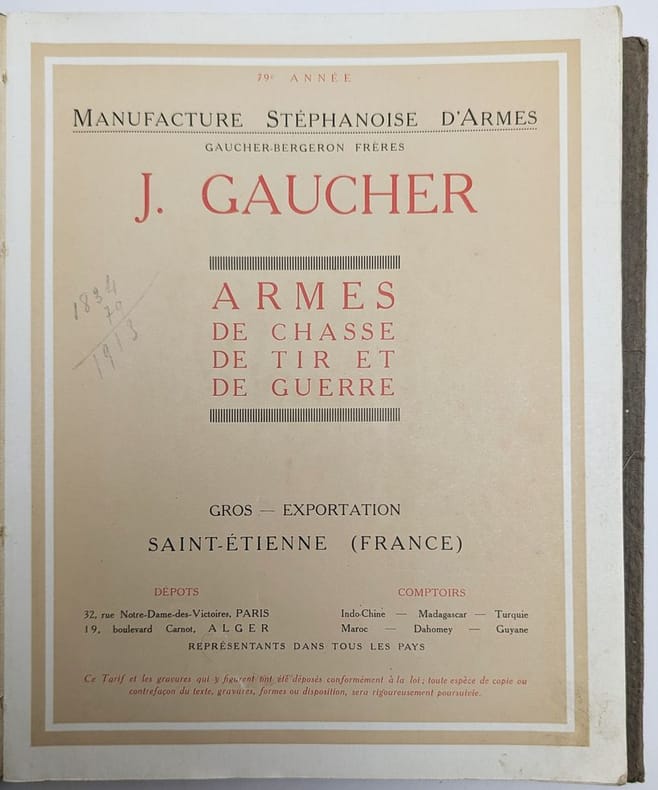 79e ANNÉE
MANUFACTURE STÉPHANOISE D'ARMES
GAUCHER-BERGERON FRÈRES
J. GAUCHER
ARMES
DE CHASSE
DE TIR ET
DE GUERRE
1834
79
1913
GROS — EXPORTATION
SAINT-ÉTIENNE (FRANCE)
DÉPOTS
32, rue Notre-Dame-des-Victoires, PARIS
19, boulevard Carnot, ALGER
COMPTOIRS
Indo-Chine — Madagascar — Turquie
Maroc — Dahomey — Guyane
REPRÉSENTANTS DANS TOUS LES PAYS
Ce Tarif et les gravures qui y figurent ont été déposés conformément à la loi; toute espèce de copie ou
contrefaçon du texte, gravures, formes ou disposition, sera rigoureusement poursuivie.